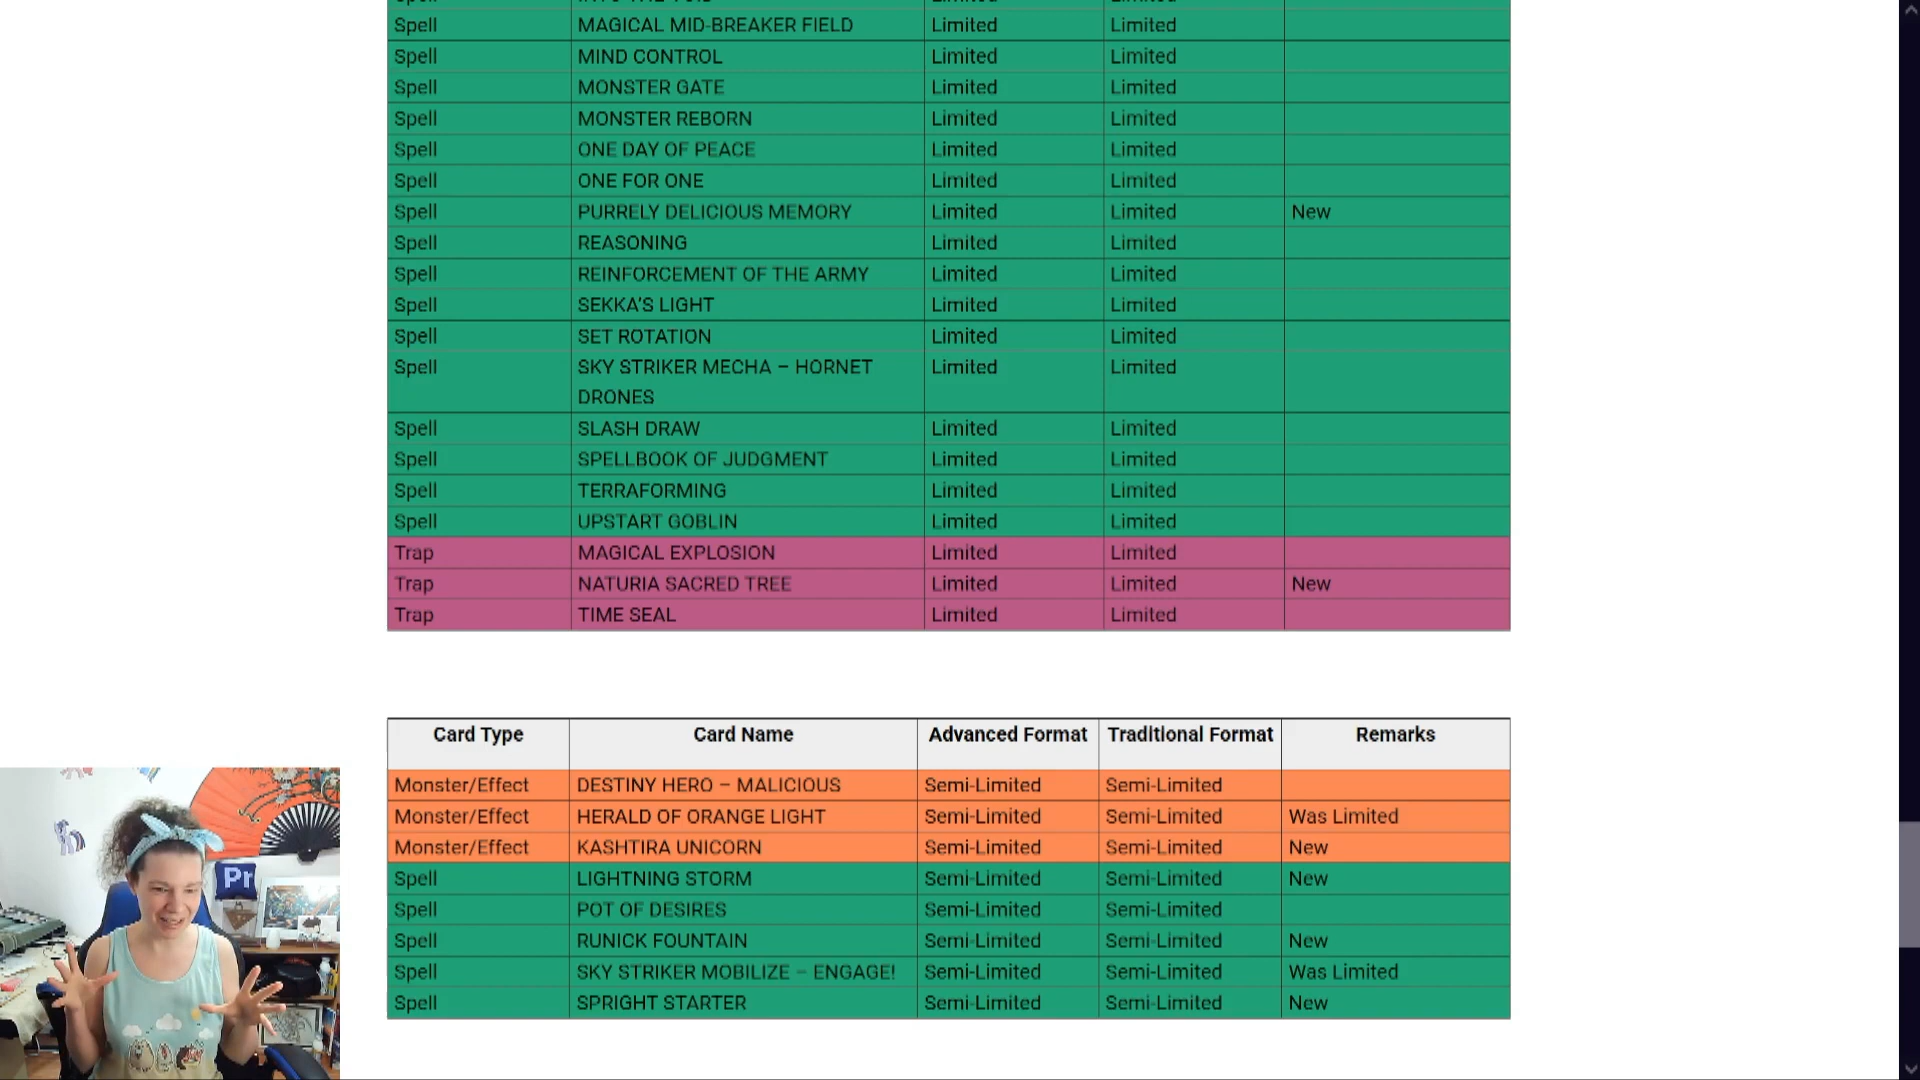 Spell MAGICAL MID-BREAKER FIELD Limited Limited
Spell MIND CONTROL Limited Limited
Spell MONSTER GATE Limited Limited
Spell MONSTER REBORN Limited Limited
Spell ONE DAY OF PEACE Limited Limited
Spell ONE FOR ONE Limited Limited
Spell PURRELY DELICIOUS MEMORY Limited Limited New
Spell REASONING Limited Limited
Spell REINFORCEMENT OF THE ARMY Limited Limited
Spell SEKKA'S LIGHT Limited Limited
Spell SET ROTATION Limited Limited
Spell SKY STRIKER MECHA – HORNET Limited Limited
DRONES
Spell SLASH DRAW Limited Limited
Spell SPELLBOOK OF JUDGMENT Limited Limited
Spell TERRAFORMING Limited Limited
Spell UPSTART GOBLIN Limited Limited
Trap MAGICAL EXPLOSION Limited Limited
Trap NATURIA SACRED TREE Limited Limited New
Trap TIME SEAL Limited Limited
Card Type Card Name Advanced Format Traditional Format Remarks
Monster/Effect DESTINY HERO – MALICIOUS Semi-Limited Semi-Limited
Monster/Effect HERALD OF ORANGE LIGHT Semi-Limited Semi-Limited Was Limited
Monster/Effect KASHTIRA UNICORN Semi-Limited Semi-Limited New
Spell LIGHTNING STORM Semi-Limited Semi-Limited New
Spell POT OF DESIRES Semi-Limited Semi-Limited
Spell RUNICK FOUNTAIN Semi-Limited Semi-Limited New
Spell SKY STRIKER MOBILIZE – ENGAGE! Semi-Limited Semi-Limited Was Limited
Spell SPRIGHT STARTER Semi-Limited Semi-Limited New
Pr